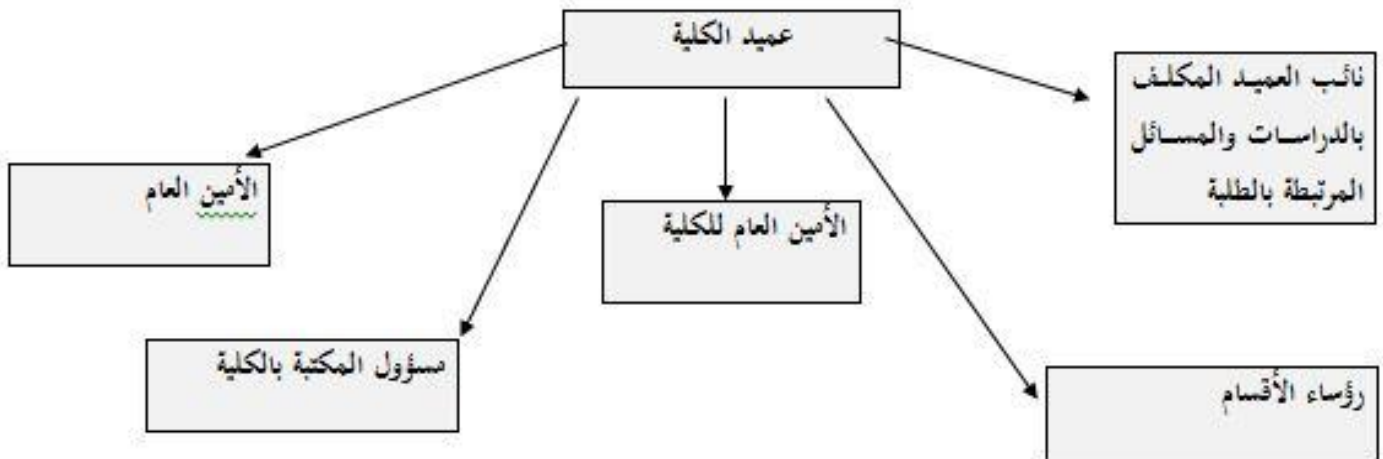 عميد الكلية
نائب العميد المكلف
بالدراسات والمسائل
المرتبطة بالطلبة
الأمين العام
الأمين العام للكلية
مسؤول المكتبة بالكلية
رؤساء الأقسام